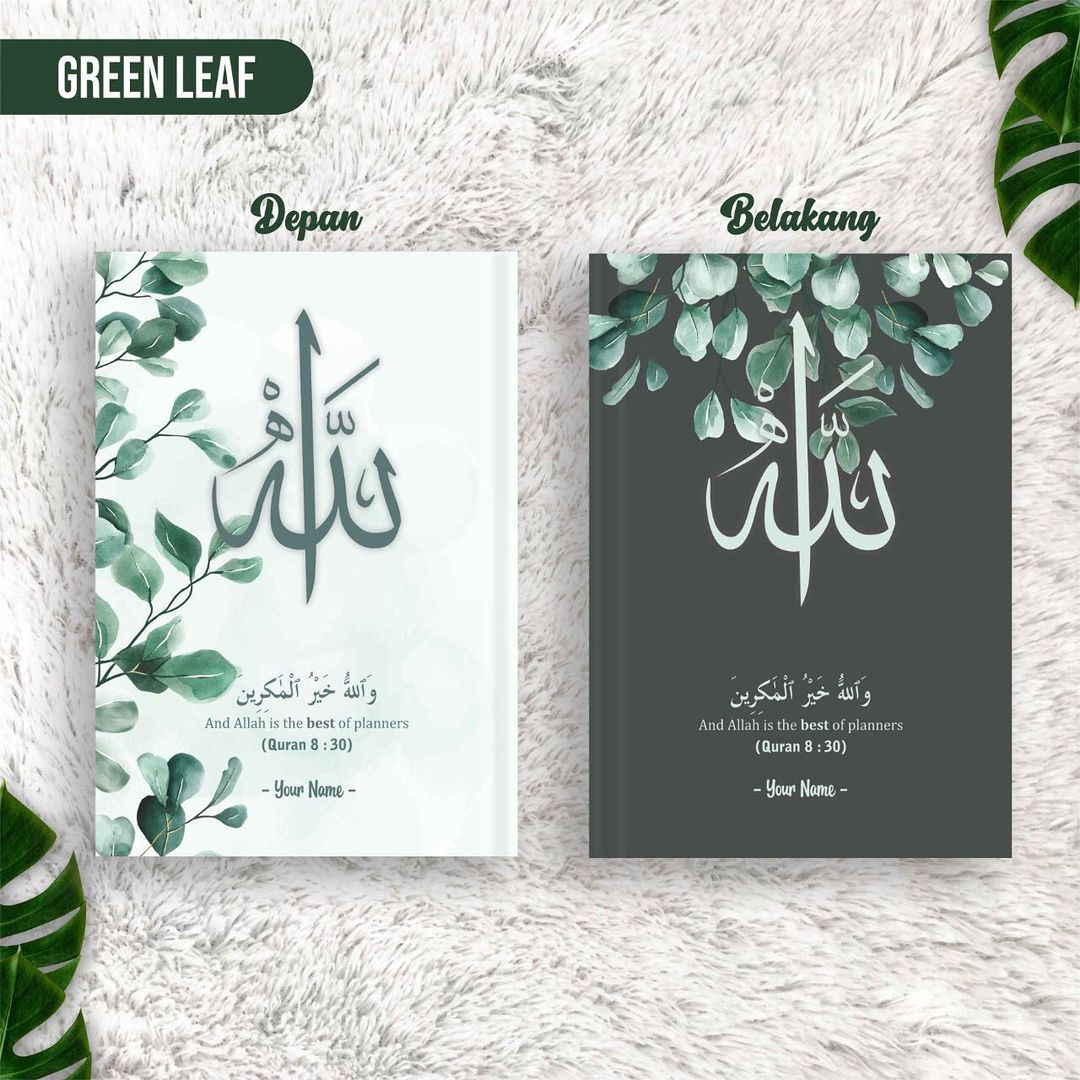 GREEN LEAF
Depan
الله
وَٱللَّهُ خَيْرُ ٱلْمَٰكِرِينَ
And Allah is the best of planners
(Quran 8 : 30)
– Your Name –
Belakang
الله
وَٱللَّهُ خَيْرُ ٱلْمَٰكِرِينَ
And Allah is the best of planners
(Quran 8 : 30)
– Your Name –